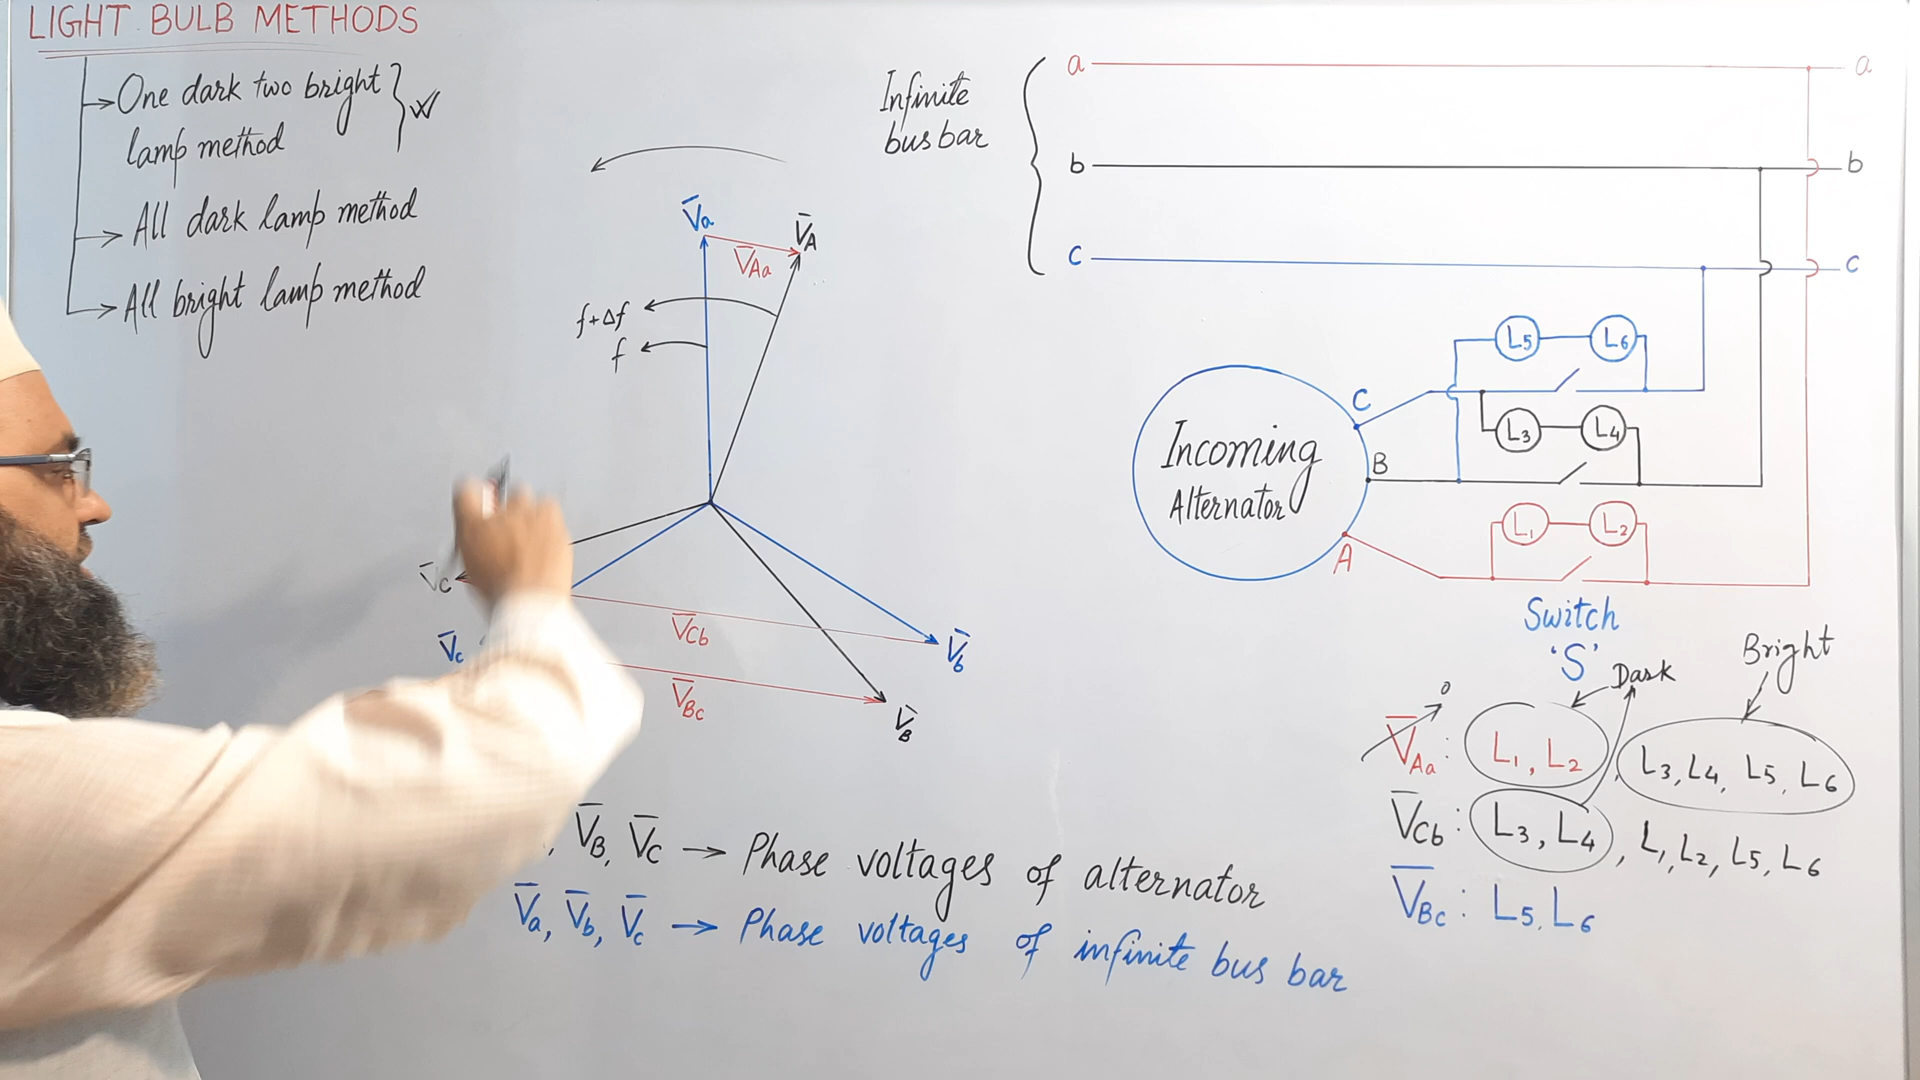 LIGHT BULB METHODS
→ One dark two bright
lamp method
→ All dark lamp method
→ All bright lamp method
Infinite
bus bar
a
a
b
b
c
c
V̄a
V̄A
V̄Aa
f+Δf
f
V̄C
V̄c
V̄Cb
V̄b
V̄Bc
V̄B
L5
L6
L3
L4
L1
L2
C
B
A
Incoming
Alternator
Switch
'S'
Dark
Bright
0
V̄Aa : L1, L2, L3, L4, L5, L6
V̄Cb : L3, L4, L1, L2, L5, L6
V̄Bc : L5, L6
, V̄B, V̄C → Phase voltages of alternator
V̄a, V̄b, V̄c → Phase voltages of infinite bus bar